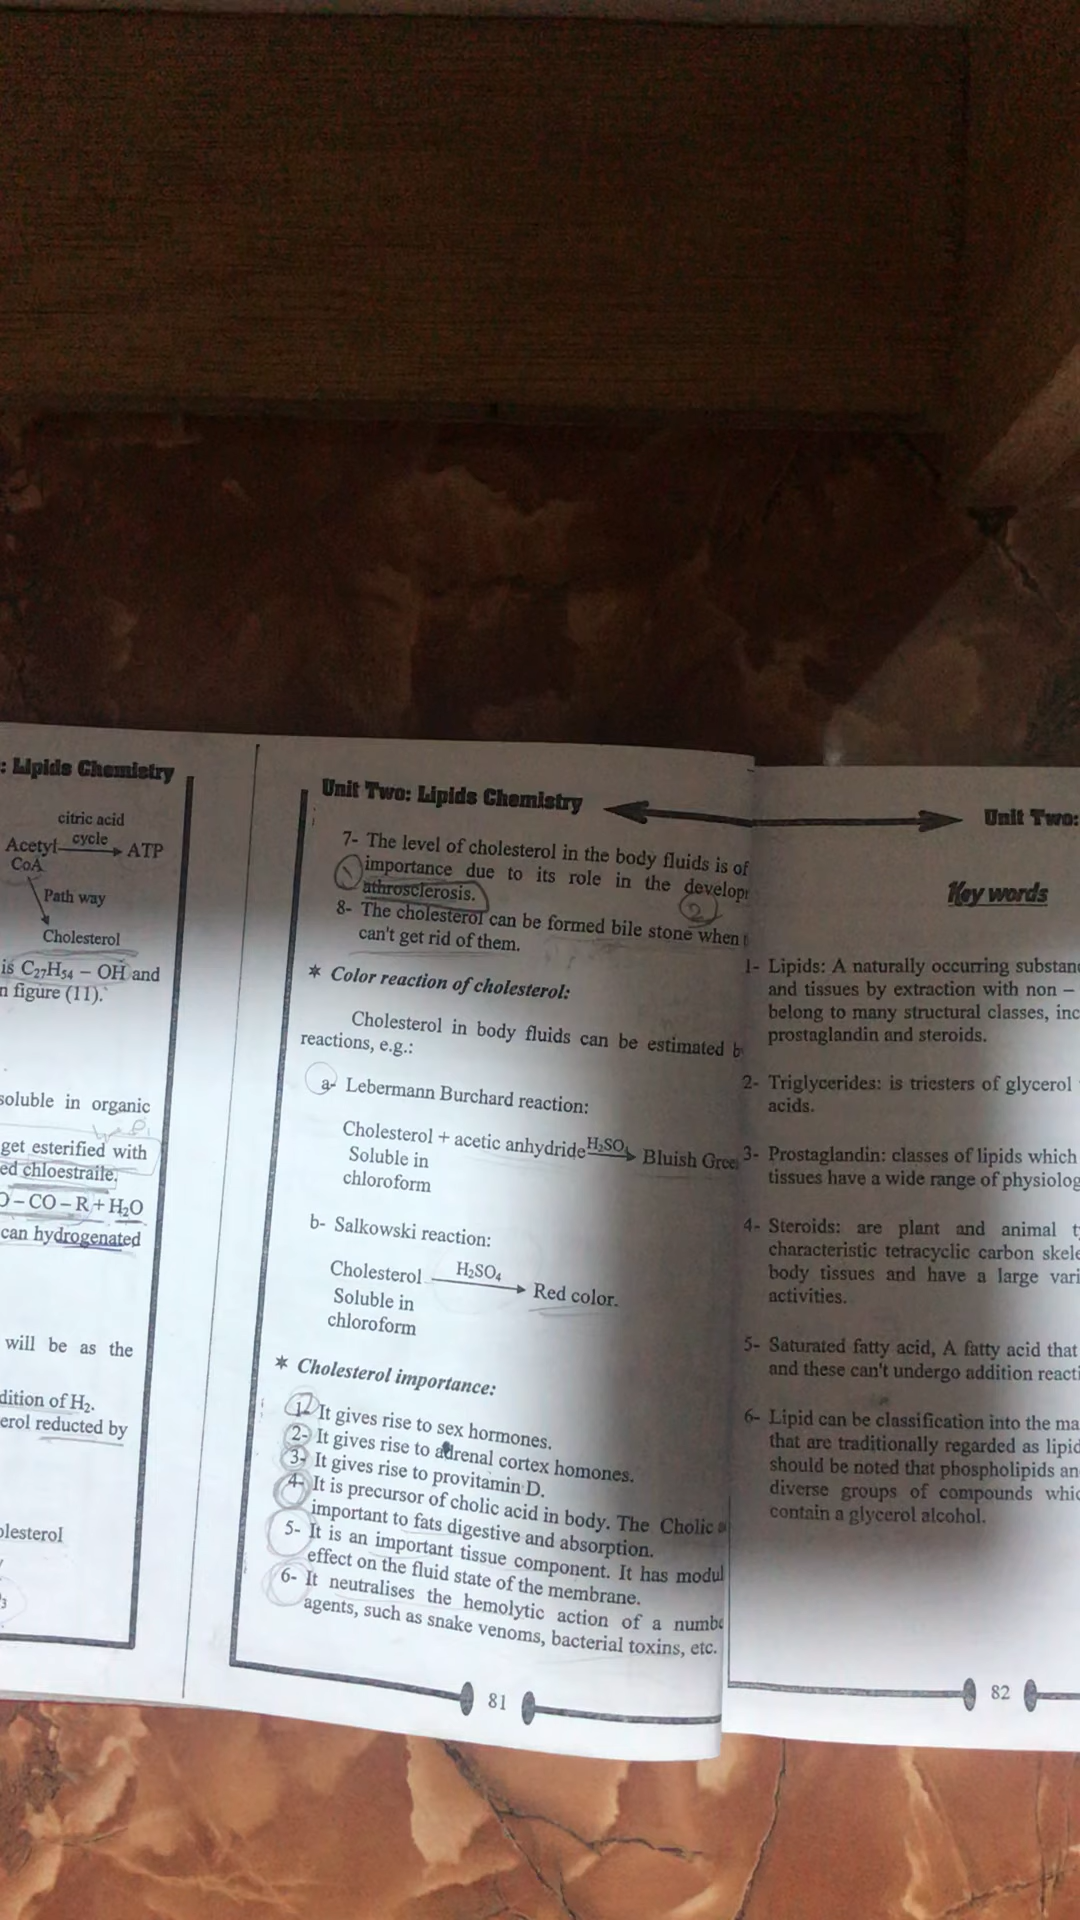 : Lipids Chemistry
citric acid
Acetyl cycle ATP
CoA
Path way
Cholesterol
is C₂₇H₅₄ – OH and
n figure (11).
soluble in organic
get esterified with
ed chloestraile.
O – CO – R + H₂O
can hydrogenated
will be as the
dition of H₂.
erol reducted by
olesterol
3
Unit Two: Lipids Chemistry
7- The level of cholesterol in the body fluids is of
importance due to its role in the develop
athrosclerosis.
2
8- The cholesterol can be formed bile stone when
can't get rid of them.
* Color reaction of cholesterol:
Cholesterol in body fluids can be estimated b
reactions, e.g.:
a- Lebermann Burchard reaction:
Cholesterol + acetic anhydride H₂SO₄ Bluish Gree
Soluble in
chloroform
b- Salkowski reaction:
Cholesterol H₂SO₄ Red color.
Soluble in
chloroform
* Cholesterol importance:
1- It gives rise to sex hormones.
2- It gives rise to adrenal cortex homones.
3- It gives rise to provitamin D.
4- It is precursor of cholic acid in body. The Cholic a
important to fats digestive and absorption.
5- It is an important tissue component. It has modul
effect on the fluid state of the membrane.
6- It neutralises the hemolytic action of a numbe
agents, such as snake venoms, bacterial toxins, etc.
81
Unit Two:
Key words
1- Lipids: A naturally occurring substan
and tissues by extraction with non –
belong to many structural classes, inc
prostaglandin and steroids.
2- Triglycerides: is triesters of glycerol
acids.
3- Prostaglandin: classes of lipids which
tissues have a wide range of physiolog
4- Steroids: are plant and animal ty
characteristic tetracyclic carbon skele
body tissues and have a large vari
activities.
5- Saturated fatty acid, A fatty acid that
and these can't undergo addition reacti
6- Lipid can be classification into the ma
that are traditionally regarded as lipid
should be noted that phospholipids an
diverse groups of compounds whic
contain a glycerol alcohol.
82